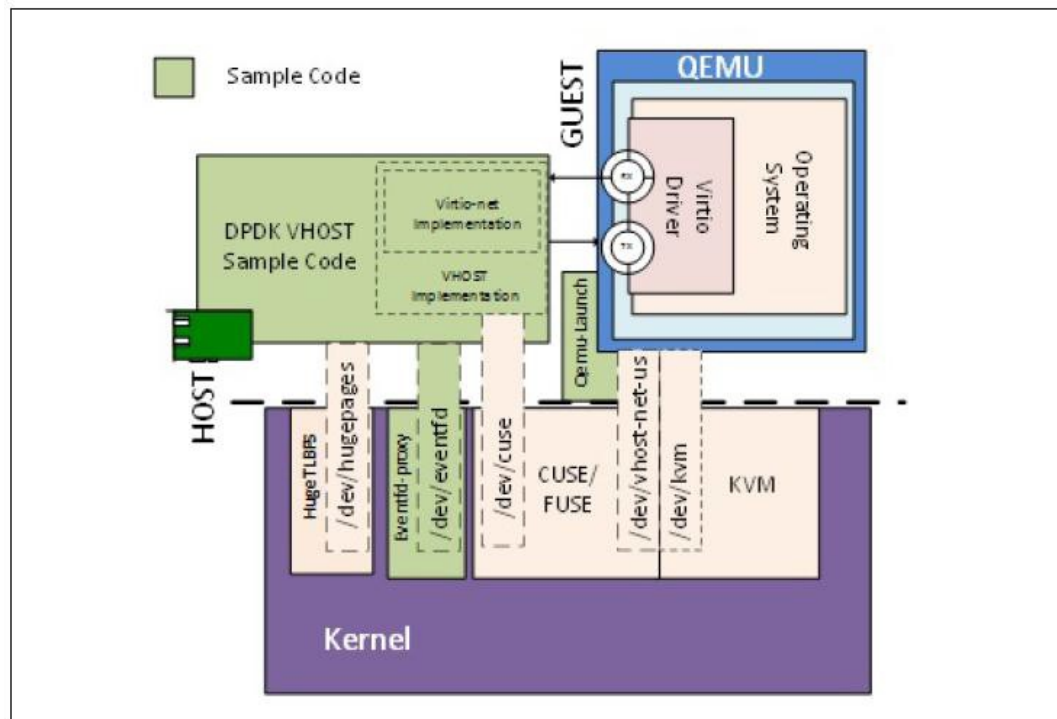 Sample Code
QEMU
GUEST
Operating
System
Virtio
Driver
RX
TX
Virtio-net
Implementation
DPDK VHOST
Sample Code
VHOST
Implementation
Qemu-Launch
HOST
HugeTLBFS
/dev/hugepages
Eventfd-proxy
/dev/eventfd
/dev/cuse
CUSE/
FUSE
/dev/vhost-net-us
/dev/kvm
KVM
Kernel